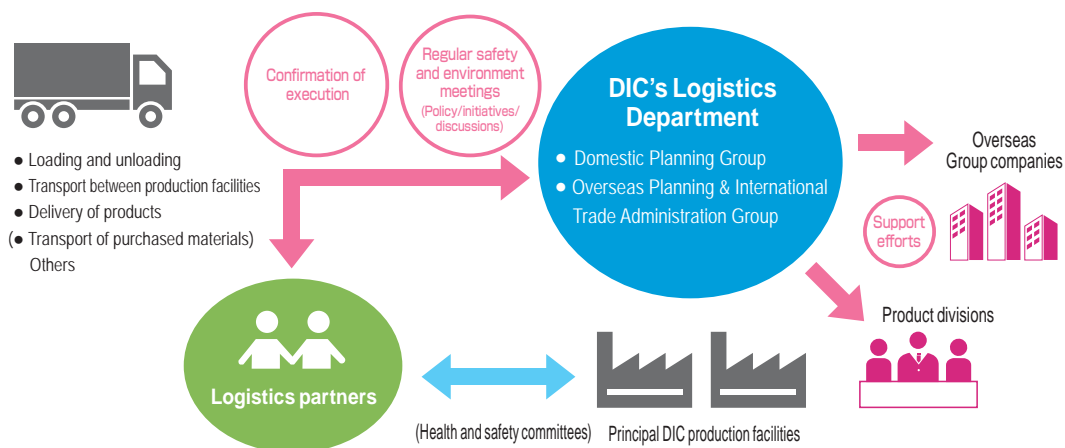 Confirmation of
execution
Regular safety
and environment
meetings
(Policy/initiatives/
discussions)
DIC's Logistics
Department
● Domestic Planning Group
● Overseas Planning & International
Trade Administration Group
● Loading and unloading
● Transport between production facilities
● Delivery of products
(● Transport of purchased materials)
Others
Overseas
Group companies
Support
efforts
Product divisions
Logistics partners
(Health and safety committees)
Principal DIC production facilities